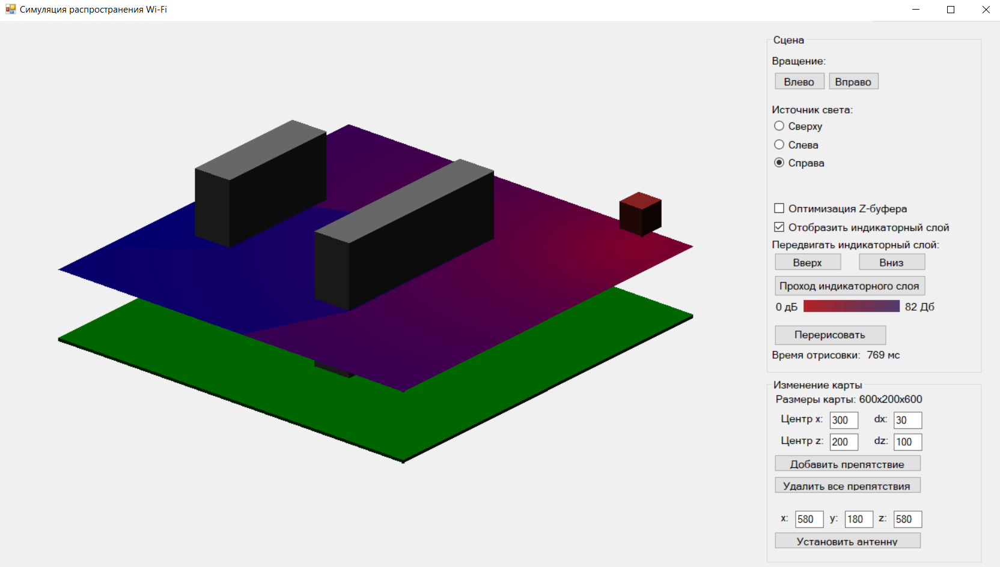 Симуляция распространения Wi-Fi
Сцена
Вращение:
Влево Вправо
Источник света:
Сверху
Слева
Справа
Оптимизация Z-буфера
Отобразить индикаторный слой
Передвигать индикаторный слой:
Вверх Вниз
Проход индикаторного слоя
0 дБ 82 Дб
Перерисовать
Время отрисовки: 769 мс
Изменение карты
Размеры карты: 600x200x600
Центр x: 300 dx: 30
Центр z: 200 dz: 100
Добавить препятствие
Удалить все препятствия
x: 580 y: 180 z: 580
Установить антенну